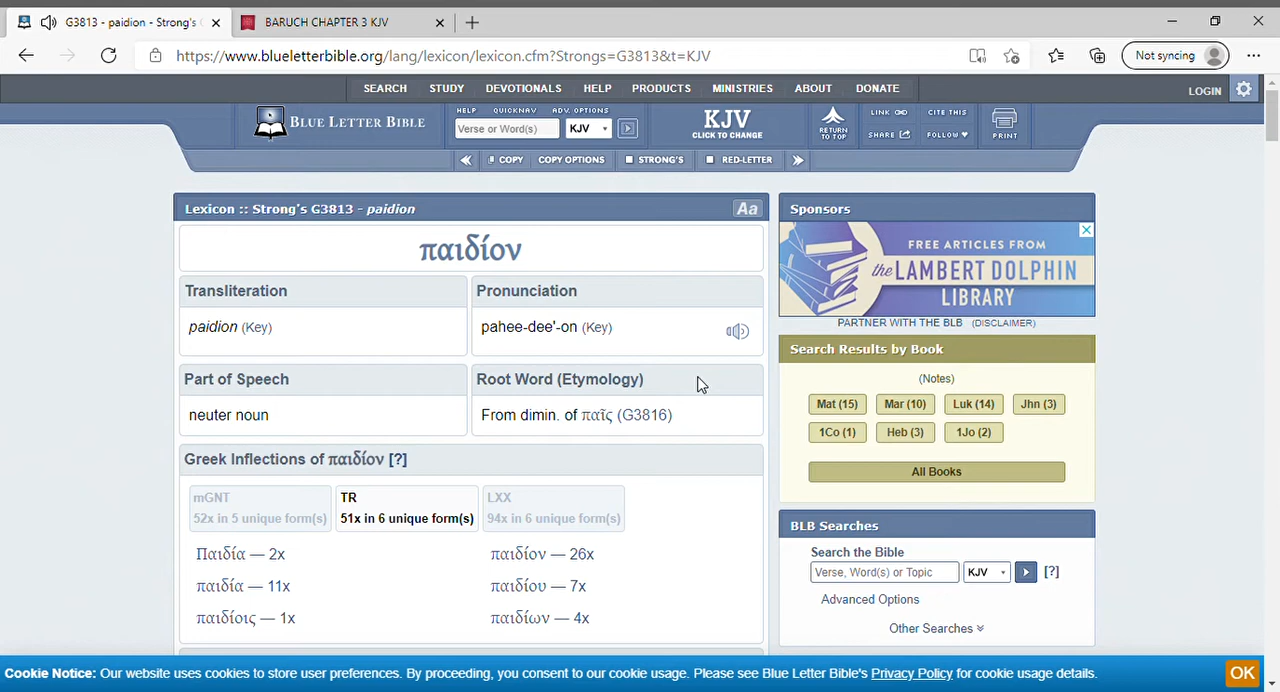 G3813 - paidion - Strong's
BARUCH CHAPTER 3 KJV
https://www.blueletterbible.org/lang/lexicon/lexicon.cfm?Strongs=G3813&t=KJV
Not syncing
SEARCH STUDY DEVOTIONALS HELP PRODUCTS MINISTRIES ABOUT DONATE
LOGIN
BLUE LETTER BIBLE
HELP QUICKNAV ADV. OPTIONS
Verse or Word(s) KJV
KJV
CLICK TO CHANGE
RETURN
TO TOP
LINK CITE THIS
SHARE FOLLOW
PRINT
COPY COPY OPTIONS STRONG'S RED-LETTER
Lexicon :: Strong's G3813 - paidion
Aa
παιδίον
Transliteration
paidion (Key)
Pronunciation
pahee-dee'-on (Key)
Part of Speech
neuter noun
Root Word (Etymology)
From dimin. of παῖς (G3816)
Greek Inflections of παιδίον [?]
mGNT
52x in 5 unique form(s)
TR
51x in 6 unique form(s)
LXX
94x in 6 unique form(s)
Παιδία — 2x
παιδία — 11x
παιδίοις — 1x
παιδίον — 26x
παιδίου — 7x
παιδίων — 4x
Sponsors
FREE ARTICLES FROM
the LAMBERT DOLPHIN
LIBRARY
PARTNER WITH THE BLB (DISCLAIMER)
Search Results by Book
(Notes)
Mat (15) Mar (10) Luk (14) Jhn (3)
1Co (1) Heb (3) 1Jo (2)
All Books
BLB Searches
Search the Bible
Verse, Word(s) or Topic KJV [?]
Advanced Options
Other Searches
Cookie Notice: Our website uses cookies to store user preferences. By proceeding, you consent to our cookie usage. Please see Blue Letter Bible's Privacy Policy for cookie usage details.
OK